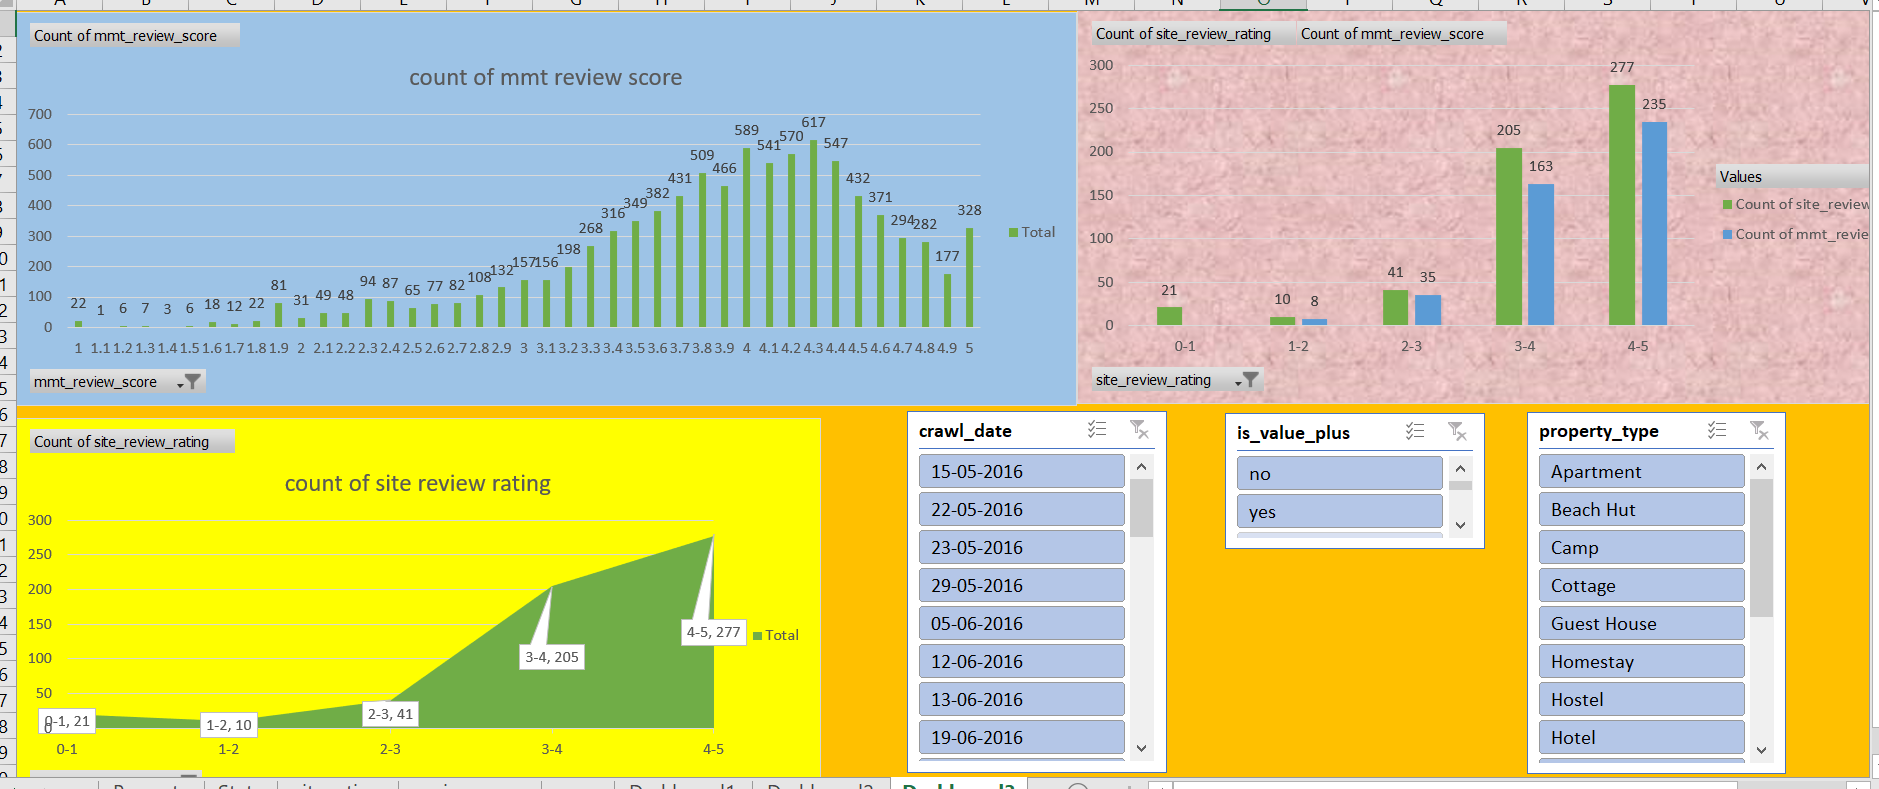 Count of mmt_review_score
count of mmt review score
700
600
500
400
300
200
100
0
22 1 6 7 3 6 18 12 22 81 31 49 48 94 87 65 77 82 108 132 157 156 198 268 316 349 382 431 509 466 589 541 570 617 547 432 371 294 282 177 328
1 1.1 1.2 1.3 1.4 1.5 1.6 1.7 1.8 1.9 2 2.1 2.2 2.3 2.4 2.5 2.6 2.7 2.8 2.9 3 3.1 3.2 3.3 3.4 3.5 3.6 3.7 3.8 3.9 4 4.1 4.2 4.3 4.4 4.5 4.6 4.7 4.8 4.9 5
Total
mmt_review_score
Count of site_review_rating Count of mmt_review_score
300
250
200
150
100
50
0
21 10 8 41 35 205 163 277 235
0-1 1-2 2-3 3-4 4-5
Values
Count of site_review
Count of mmt_revie
site_review_rating
Count of site_review_rating
count of site review rating
300
250
200
150
100
50
0
0-1, 21
1-2, 10
2-3, 41
3-4, 205
4-5, 277
Total
0-1 1-2 2-3 3-4 4-5
crawl_date
15-05-2016
22-05-2016
23-05-2016
29-05-2016
05-06-2016
12-06-2016
13-06-2016
19-06-2016
is_value_plus
no
yes
property_type
Apartment
Beach Hut
Camp
Cottage
Guest House
Homestay
Hostel
Hotel